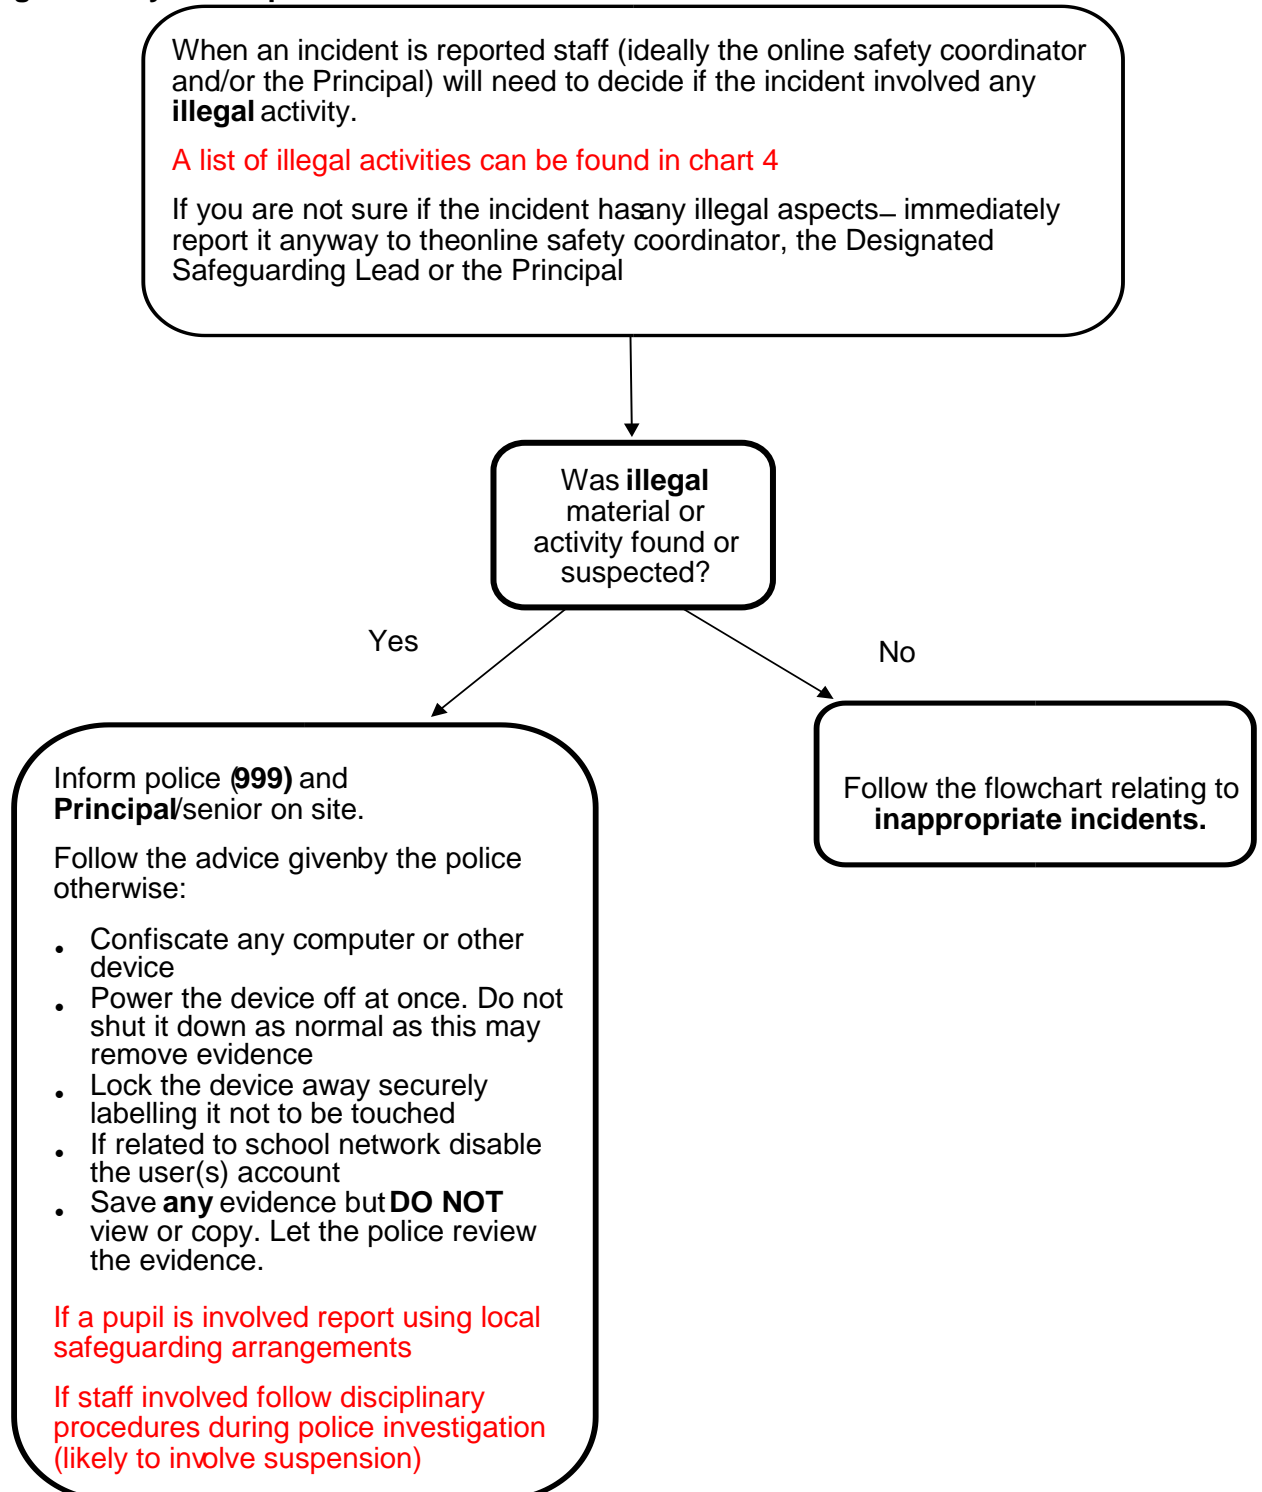 When an incident is reported staff (ideally the online safety coordinator
and/or the Principal) will need to decide if the incident involved any
illegal activity.
A list of illegal activities can be found in chart 4
If you are not sure if the incident has any illegal aspects – immediately
report it anyway to theonline safety coordinator, the Designated
Safeguarding Lead or the Principal
Was illegal
material or
activity found or
suspected?
Yes
No
Inform police (999) and
Principal/senior on site.
Follow the advice givenby the police
otherwise:
• Confiscate any computer or other
device
• Power the device off at once. Do not
shut it down as normal as this may
remove evidence
• Lock the device away securely
labelling it not to be touched
• If related to school network disable
the user(s) account
• Save any evidence but DO NOT
view or copy. Let the police review
the evidence.
If a pupil is involved report using local
safeguarding arrangements
If staff involved follow disciplinary
procedures during police investigation
(likely to involve suspension)
Follow the flowchart relating to
inappropriate incidents.